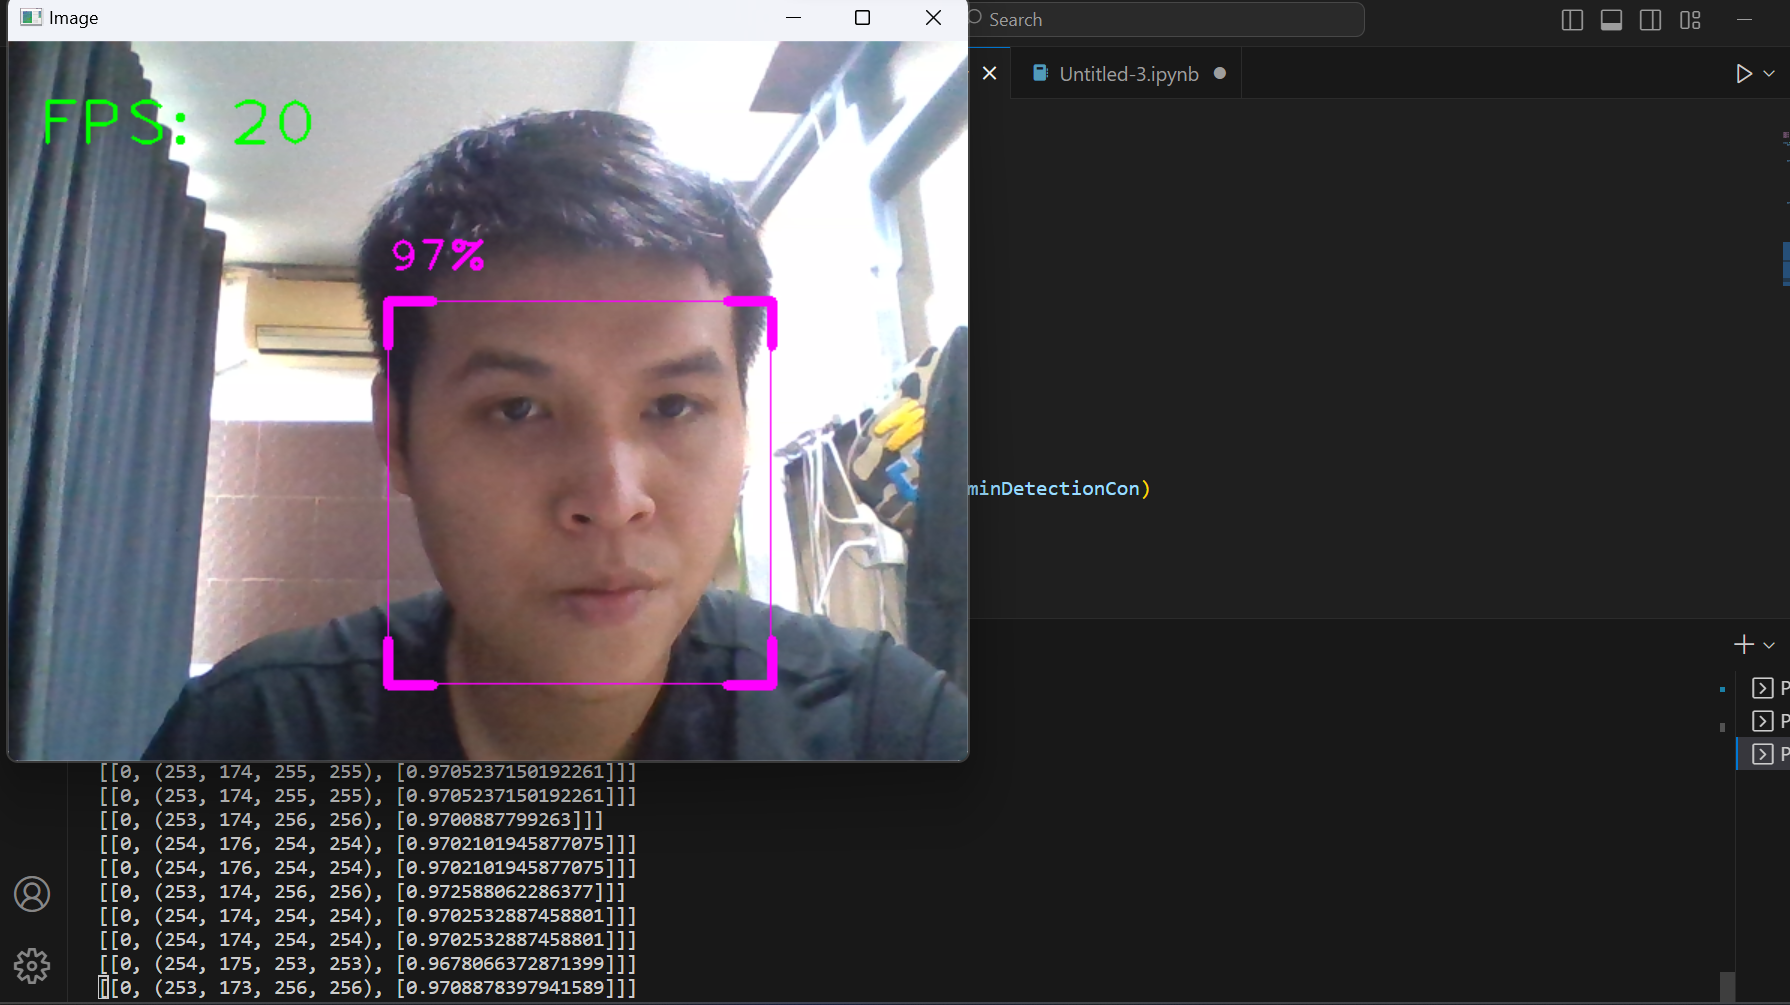 Image
Search
Untitled-3.ipynb
FPS: 20
97%
minDetectionCon)
[[0, (253, 174, 255, 255), [0.9705237150192261]]]
[[0, (253, 174, 255, 255), [0.9705237150192261]]]
[[0, (253, 174, 256, 256), [0.9700887799263]]]
[[0, (254, 176, 254, 254), [0.9702101945877075]]]
[[0, (254, 176, 254, 254), [0.9702101945877075]]]
[[0, (253, 174, 256, 256), [0.972588062286377]]]
[[0, (254, 174, 254, 254), [0.9702532887458801]]]
[[0, (254, 174, 254, 254), [0.9702532887458801]]]
[[0, (254, 175, 253, 253), [0.9678066372871399]]]
[[0, (253, 173, 256, 256), [0.9708878397941589]]]
P
P
P